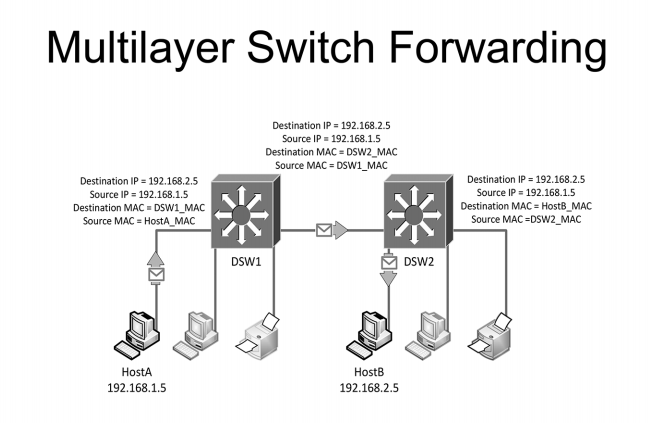 Multilayer Switch Forwarding
Destination IP = 192.168.2.5
Source IP = 192.168.1.5
Destination MAC = DSW2_MAC
Source MAC = DSW1_MAC
Destination IP = 192.168.2.5
Source IP = 192.168.1.5
Destination MAC = DSW1_MAC
Source MAC = HostA_MAC
Destination IP = 192.168.2.5
Source IP = 192.168.1.5
Destination MAC = HostB_MAC
Source MAC =DSW2_MAC
DSW1
DSW2
HostA
192.168.1.5
HostB
192.168.2.5